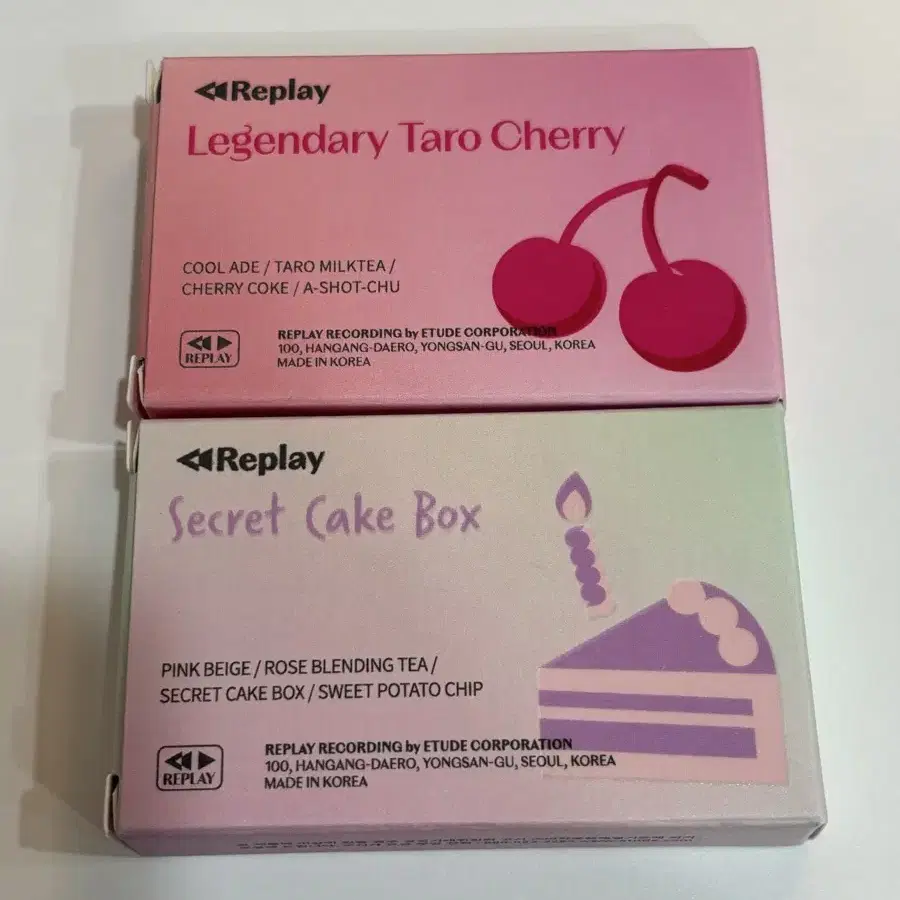 Replay
Legendary Taro Cherry
COOL ADE / TARO MILKTEA /
CHERRY COKE / A-SHOT-CHU
REPLAY
REPLAY RECORDING by ETUDE CORPORATION
100, HANGANG-DAERO, YONGSAN-GU, SEOUL, KOREA
MADE IN KOREA
Replay
Secret Cake Box
PINK BEIGE / ROSE BLENDING TEA /
SECRET CAKE BOX / SWEET POTATO CHIP
REPLAY
REPLAY RECORDING by ETUDE CORPORATION
100, HANGANG-DAERO, YONGSAN-GU, SEOUL, KOREA
MADE IN KOREA